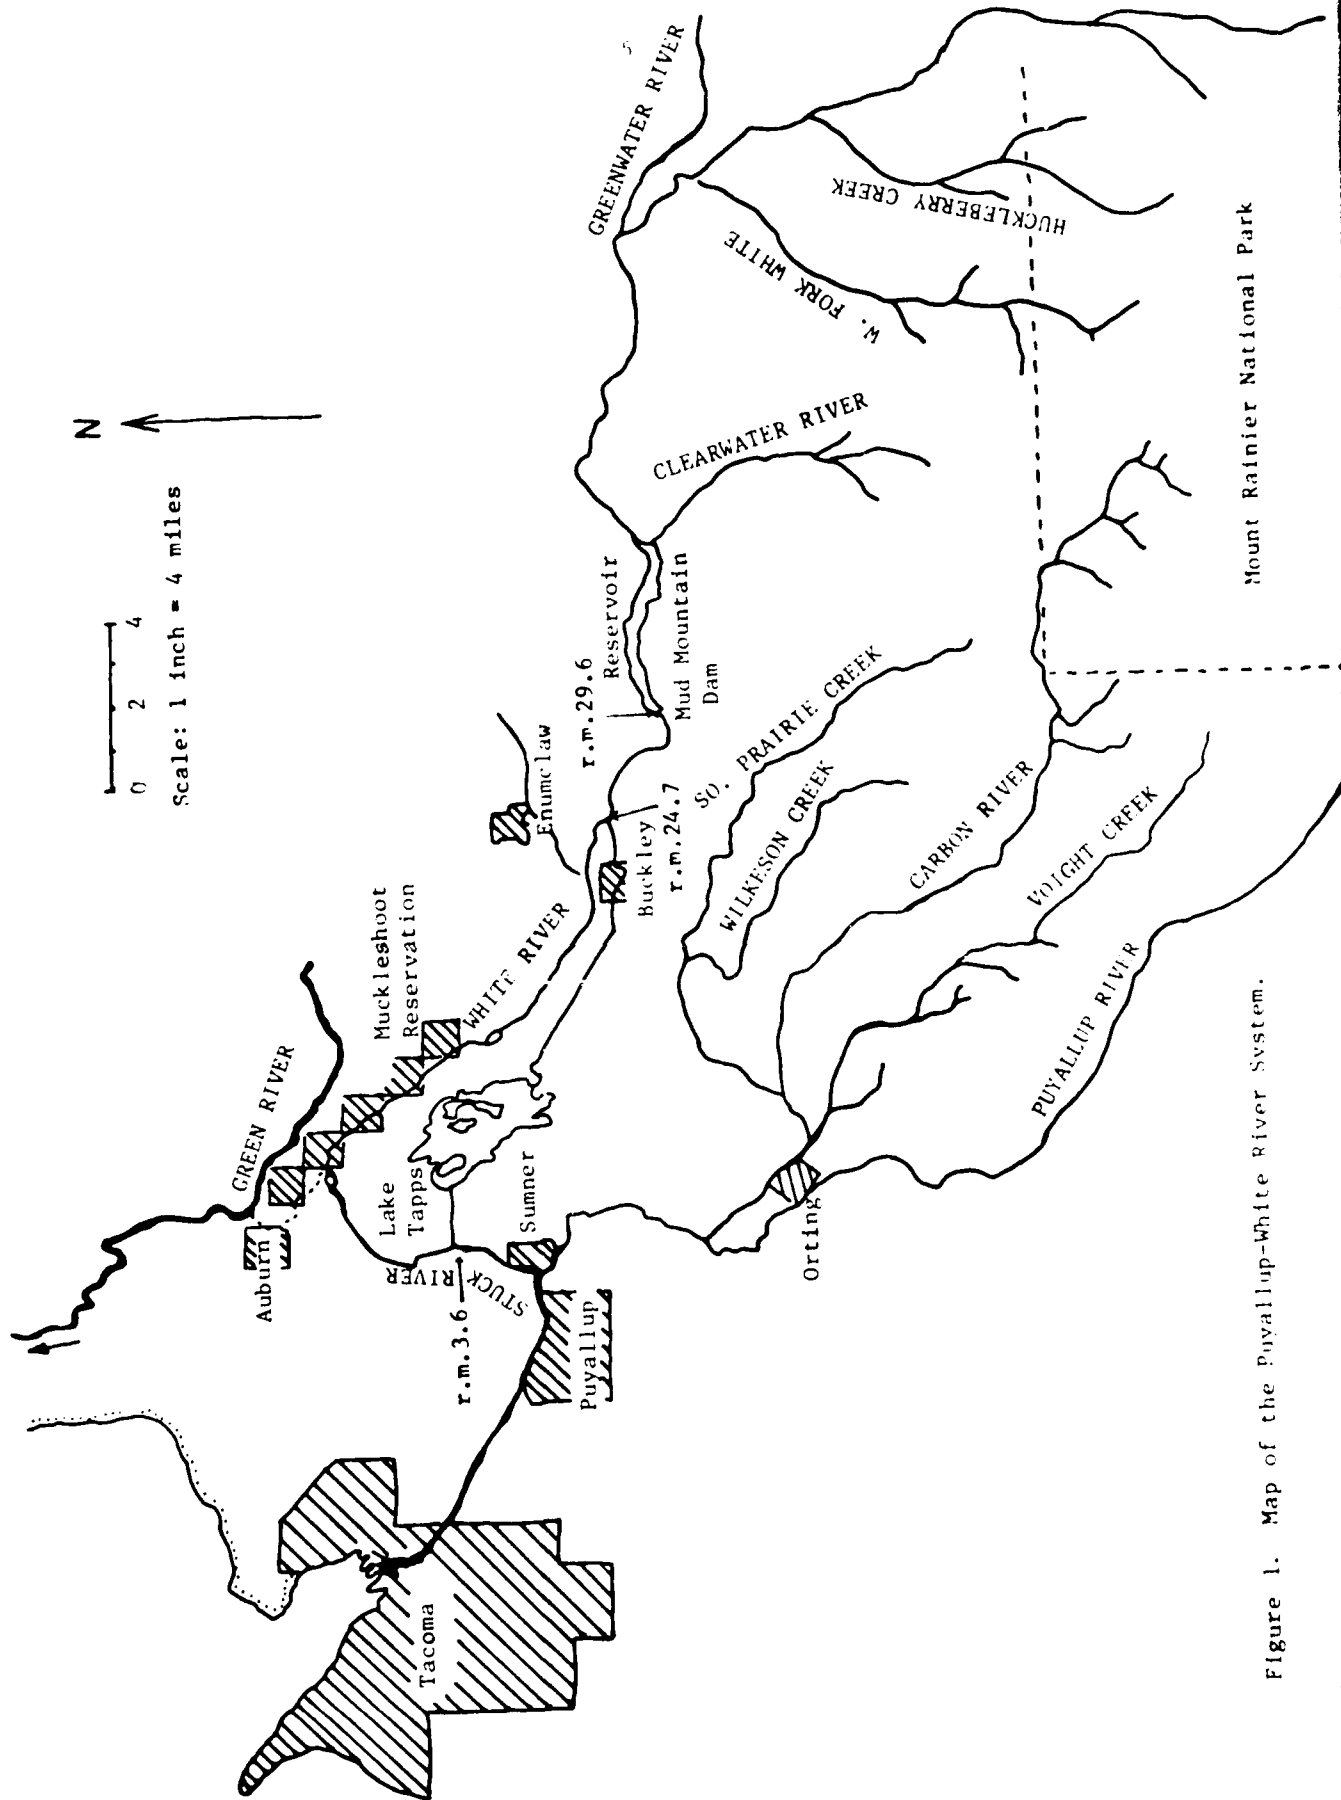 N
0 2 4
Scale: 1 inch = 4 miles
GREENWATER RIVER
HUCKLEBERRY CREEK
W. FORK WHITE
CLEARWATER RIVER
Reservoir
r.m.29.6
Mud Mountain
Dam
Enumclaw
Buckley
r.m.24.7
SO. PRAIRIE CREEK
WILKESON CREEK
CARBON RIVER
VOIGHT CREEK
PUYALLUP RIVER
Mount Rainier National Park
Muckleshoot
Reservation
WHITE RIVER
GREEN RIVER
Auburn
Lake
Tapps
STUCK RIVER
r.m.3.6
Sumner
Puyallup
Orting
Tacoma
Figure 1. Map of the Puyallup-White River System.